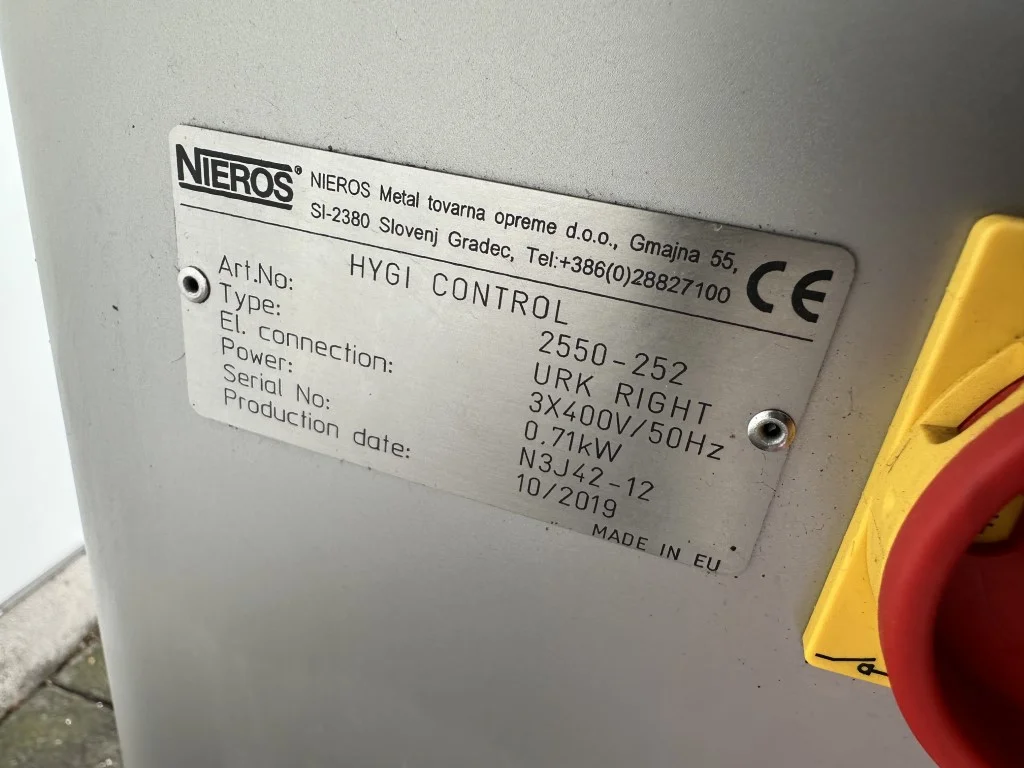 NIEROS® NIEROS Metal tovarna opreme d.o.o., Gmajna 55,
SI-2380 Slovenj Gradec, Tel:+386(0)28827100
CE
HYGI CONTROL
Art.No: 2550-252
Type: URK RIGHT
El. connection: 3X400V/50Hz
Power: 0.71kW
Serial No: N3J42-12
Production date: 10/2019
MADE IN EU